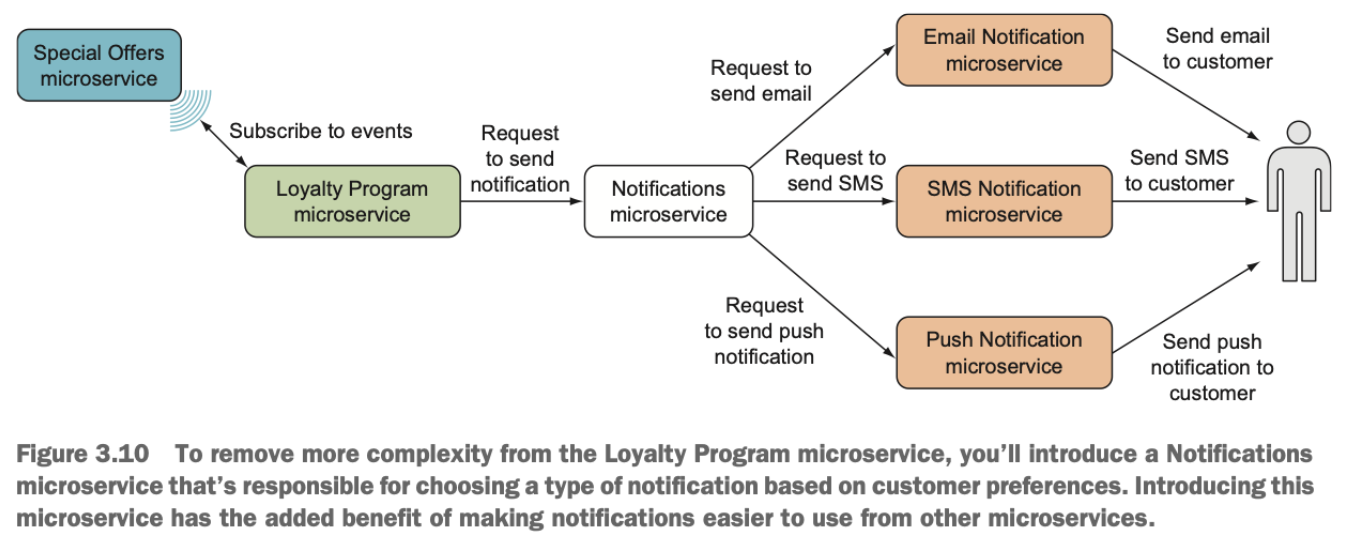 Special Offers
microservice
Subscribe to events
Loyalty Program
microservice
Request
to send
notification
Notifications
microservice
Request to
send email
Email Notification
microservice
Send email
to customer
Request to
send SMS
SMS Notification
microservice
Send SMS
to customer
Request
to send push
notification
Push Notification
microservice
Send push
notification to
customer
Figure 3.10 To remove more complexity from the Loyalty Program microservice, you'll introduce a Notifications
microservice that's responsible for choosing a type of notification based on customer preferences. Introducing this
microservice has the added benefit of making notifications easier to use from other microservices.